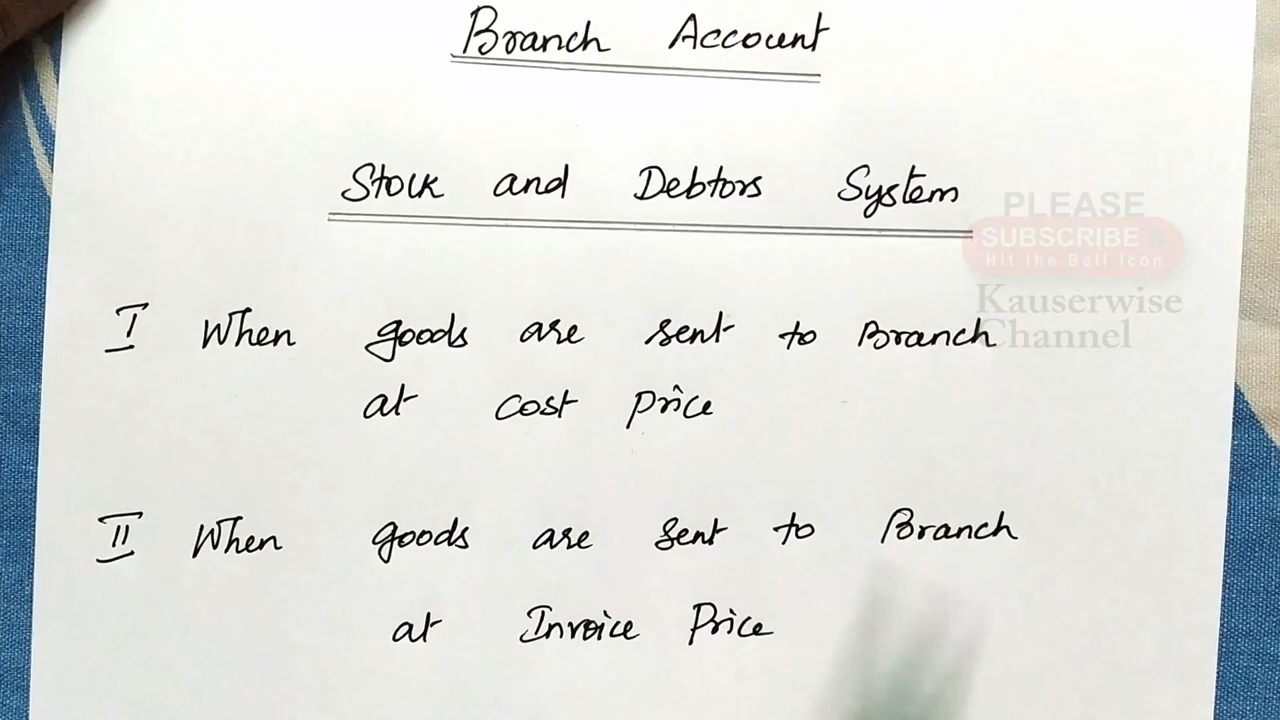 Branch Account
Stock and Debtors System
PLEASE
SUBSCRIBE
Hit the Bell Icon
Kauserwise
Channel
I When goods are sent to Branch
at cost price
II When goods are sent to Branch
at Invoice Price